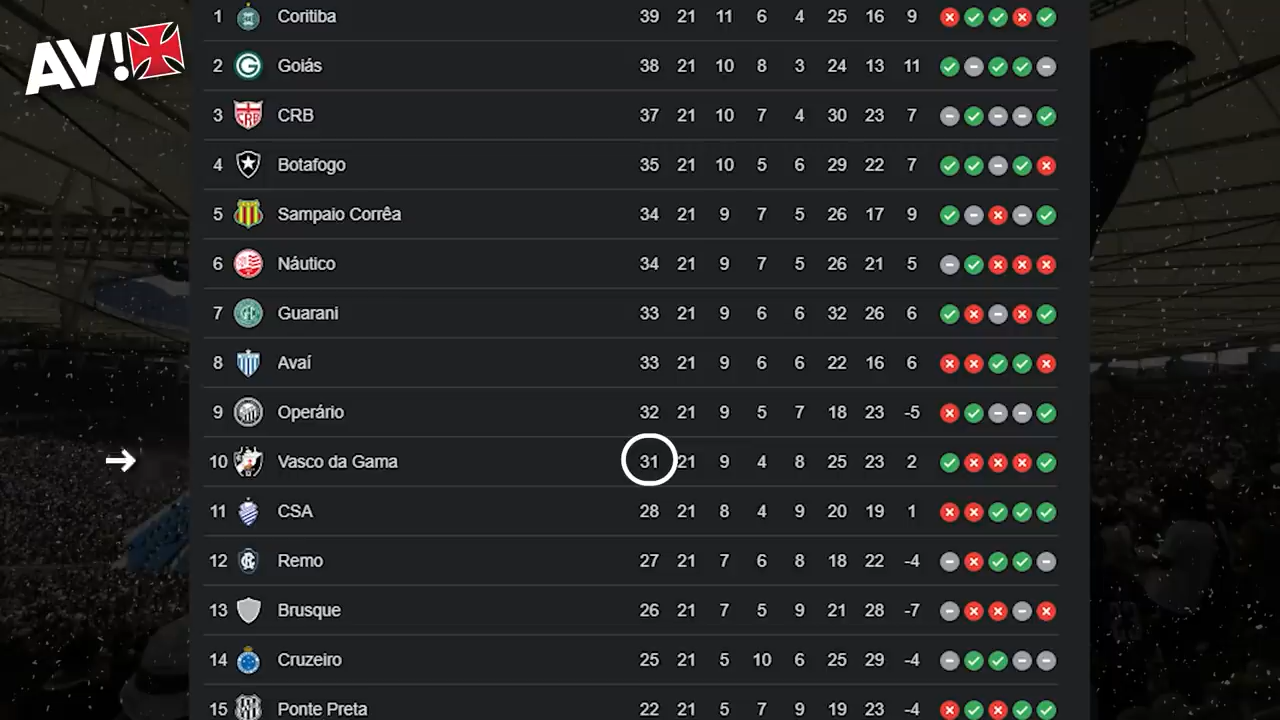 AV!
1 Coritiba 39 21 11 6 4 25 16 9
2 Goiás 38 21 10 8 3 24 13 11
3 CRB 37 21 10 7 4 30 23 7
4 Botafogo 35 21 10 5 6 29 22 7
5 Sampaio Corrêa 34 21 9 7 5 26 17 9
6 Náutico 34 21 9 7 5 26 21 5
7 Guarani 33 21 9 6 6 32 26 6
8 Avaí 33 21 9 6 6 22 16 6
9 Operário 32 21 9 5 7 18 23 -5
10 Vasco da Gama 31 21 9 4 8 25 23 2
11 CSA 28 21 8 4 9 20 19 1
12 Remo 27 21 7 6 8 18 22 -4
13 Brusque 26 21 7 5 9 21 28 -7
14 Cruzeiro 25 21 5 10 6 25 29 -4
15 Ponte Preta 22 21 5 7 9 19 23 -4